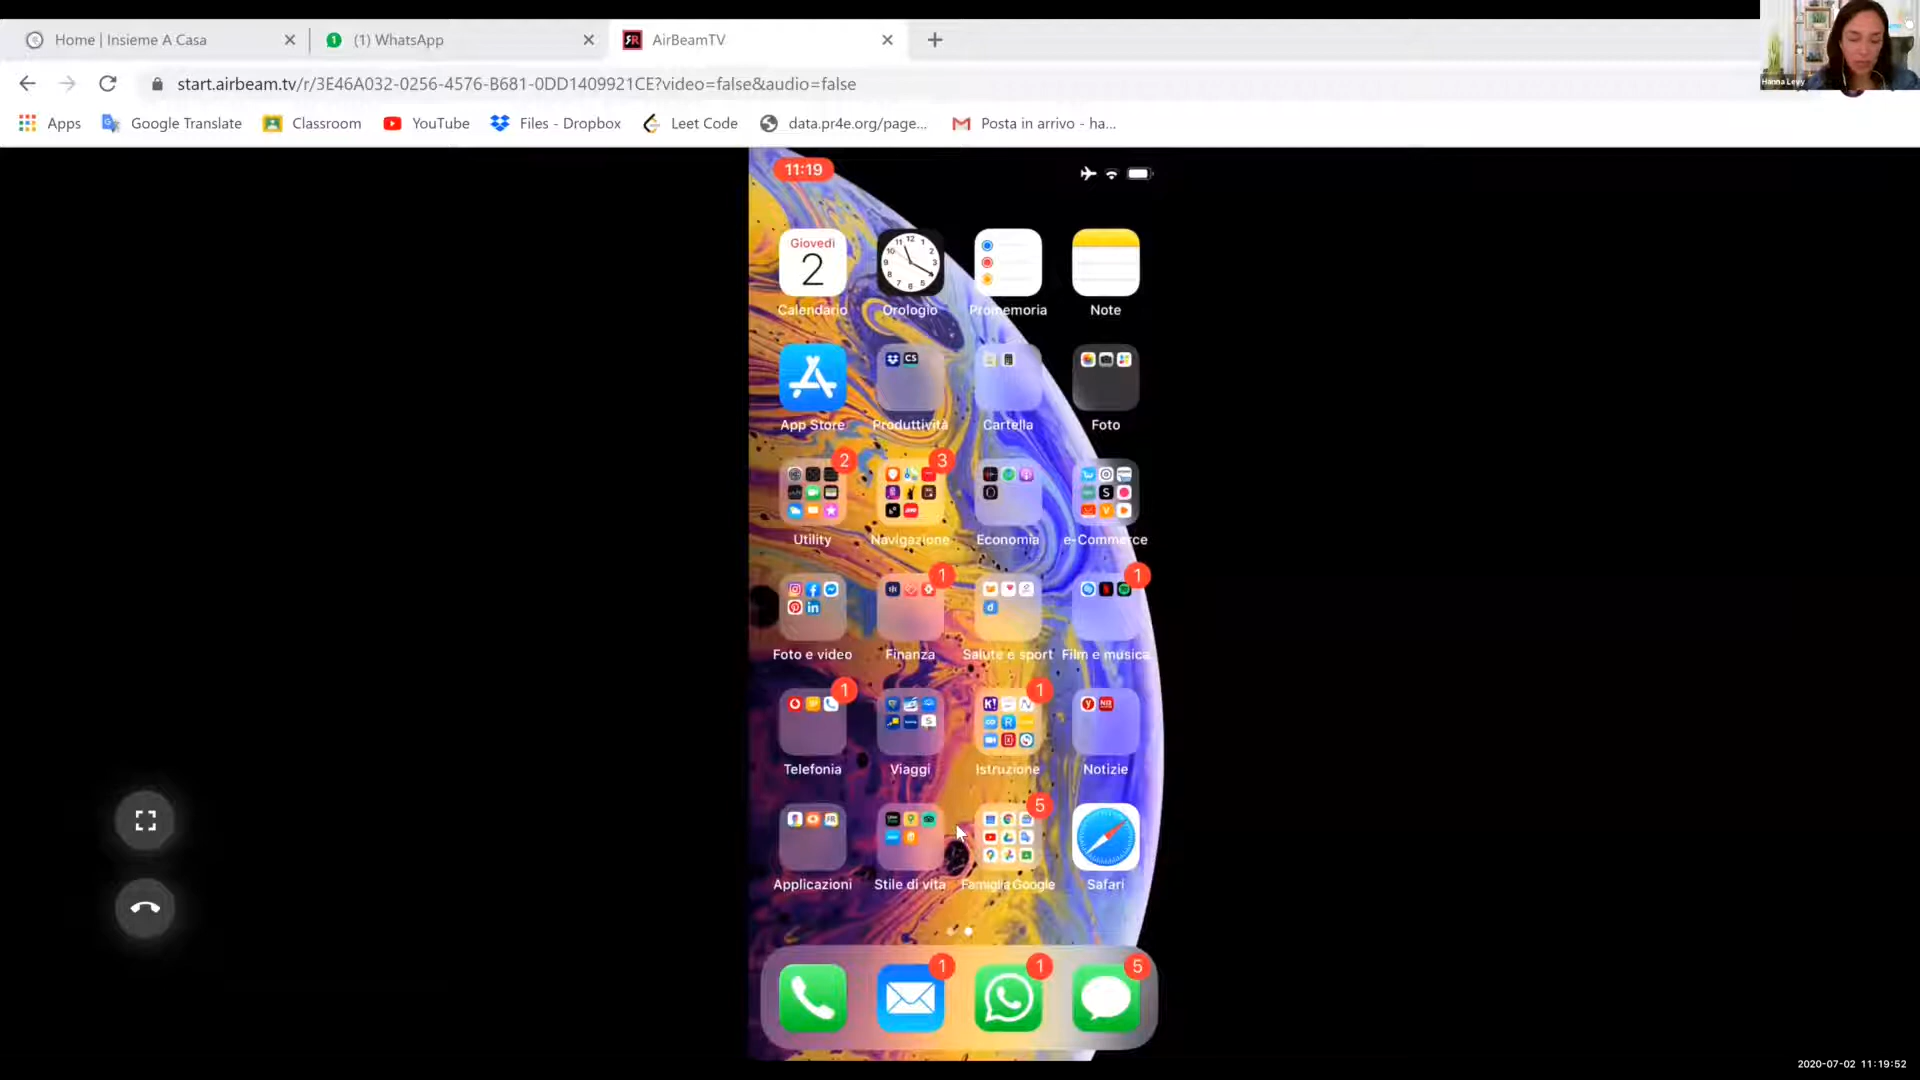 Home | Insieme A Casa
(1) WhatsApp
AirBeamTV
start.airbeam.tv/r/3E46A032-0256-4576-B681-0DD1409921CE?video=false&audio=false
Apps
Google Translate
Classroom
YouTube
Files - Dropbox
Leet Code
data.pr4e.org/page...
Posta in arrivo - ha...
Hanna Levy
11:19
Giovedì
2
Calendario
Orologio
Promemoria
Note
App Store
Produttività
Cartella
Foto
2
3
Utility
Navigazione
Economia
e-Commerce
1
1
Foto e video
Finanza
Salute e sport
Film e musica
1
1
Telefonia
Viaggi
Istruzione
Notizie
5
Applicazioni
Stile di vita
Famiglia Google
Safari
1
1
5
2020-07-02 11:19:52